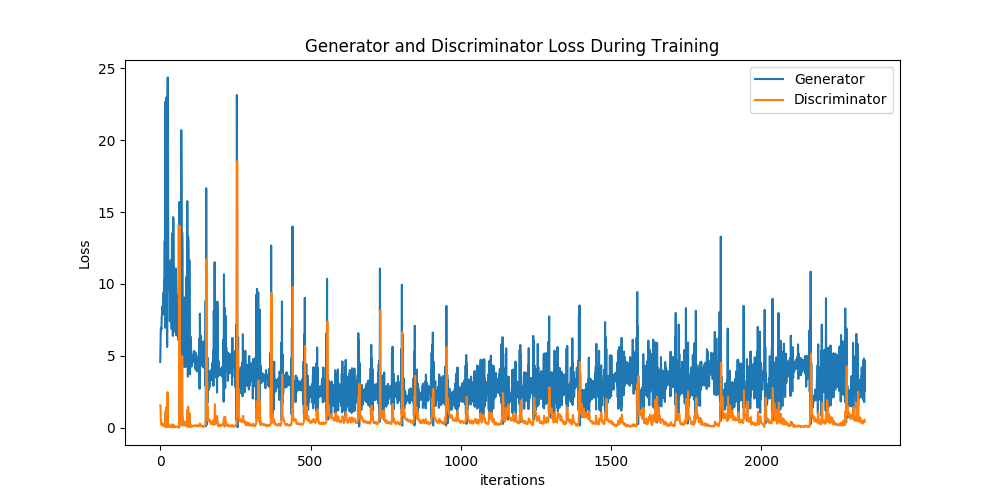 Generator and Discriminator Loss During Training
Generator
Discriminator
Loss
25
20
15
10
5
0
0 500 1000 1500 2000
iterations